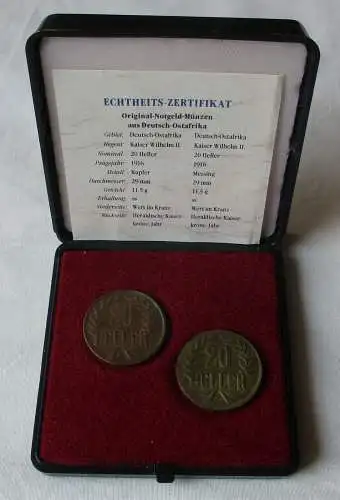 ECHTHEITS-ZERTIFIKAT
Original-Notgeld-Münzen
aus Deutsch-Ostafrika
Gebiet: Deutsch-Ostafrika Deutsch-Ostafrika
Regent: Kaiser Wilhelm II. Kaiser Wilhelm II.
Nominal: 20 Heller 20 Heller
Prägejahr: 1916 1916
Metall: Kupfer Messing
Durchmesser: 29 mm 29 mm
Gewicht: 11.5 g 11.5 g
Erhaltung: ss ss
Vorderseite: Wert im Kranz Wert im Kranz
Rückseite: Heraldische Kaiser- Heraldische Kaiser-
krone, Jahr krone, Jahr
20
HELLER
20
HELLER